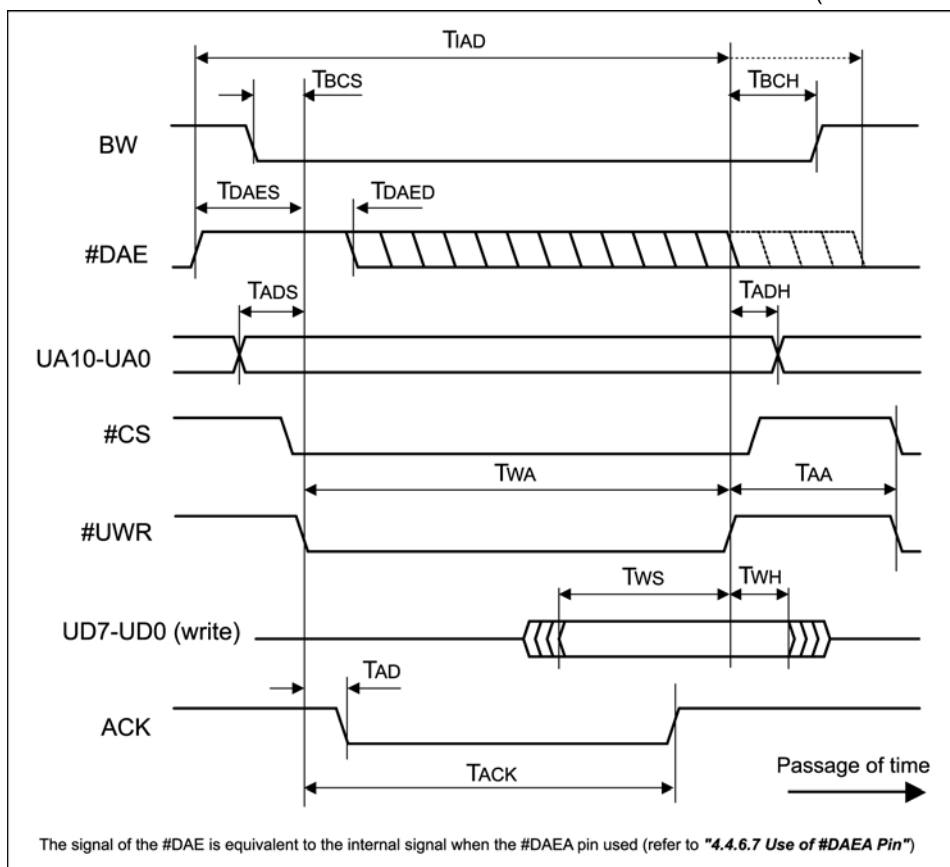 (
TIAD
TBCS
TBCH
BW
TDAES
TDAED
#DAE
TADS
TADH
UA10-UA0
#CS
TWA
TAA
#UWR
TWS
TWH
UD7-UD0 (write)
TAD
ACK
TACK
Passage of time
The signal of the #DAE is equivalent to the internal signal when the #DAEA pin used (refer to "4.4.6.7 Use of #DAEA Pin")